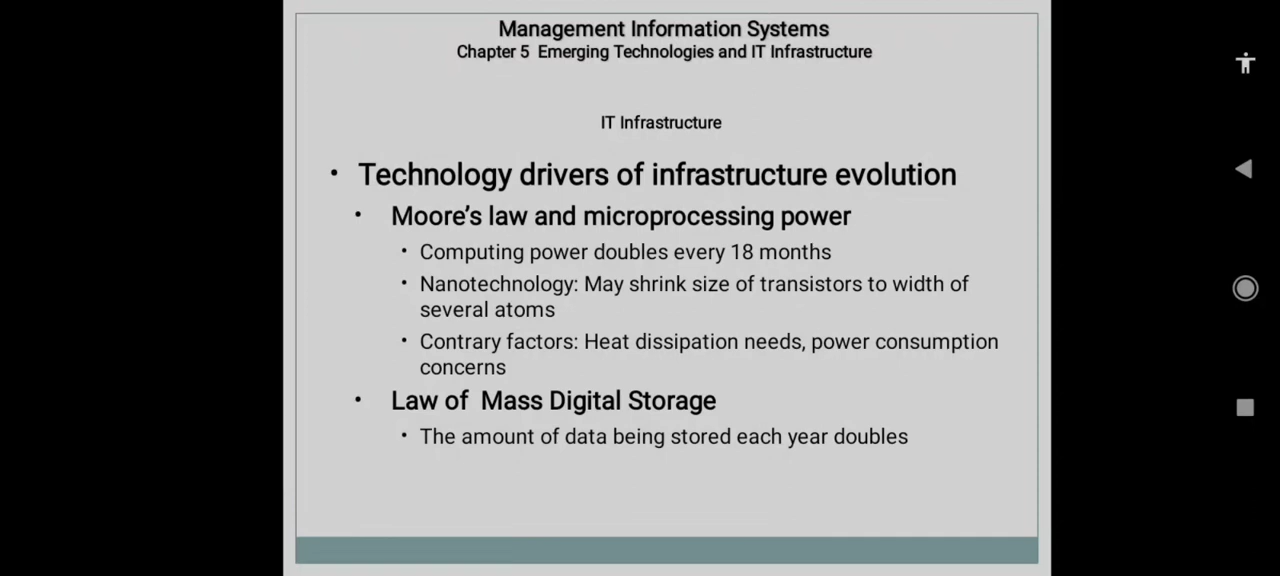 Management Information Systems
Chapter 5 Emerging Technologies and IT Infrastructure
IT Infrastructure
• Technology drivers of infrastructure evolution
• Moore's law and microprocessing power
• Computing power doubles every 18 months
• Nanotechnology: May shrink size of transistors to width of
several atoms
• Contrary factors: Heat dissipation needs, power consumption
concerns
• Law of Mass Digital Storage
• The amount of data being stored each year doubles